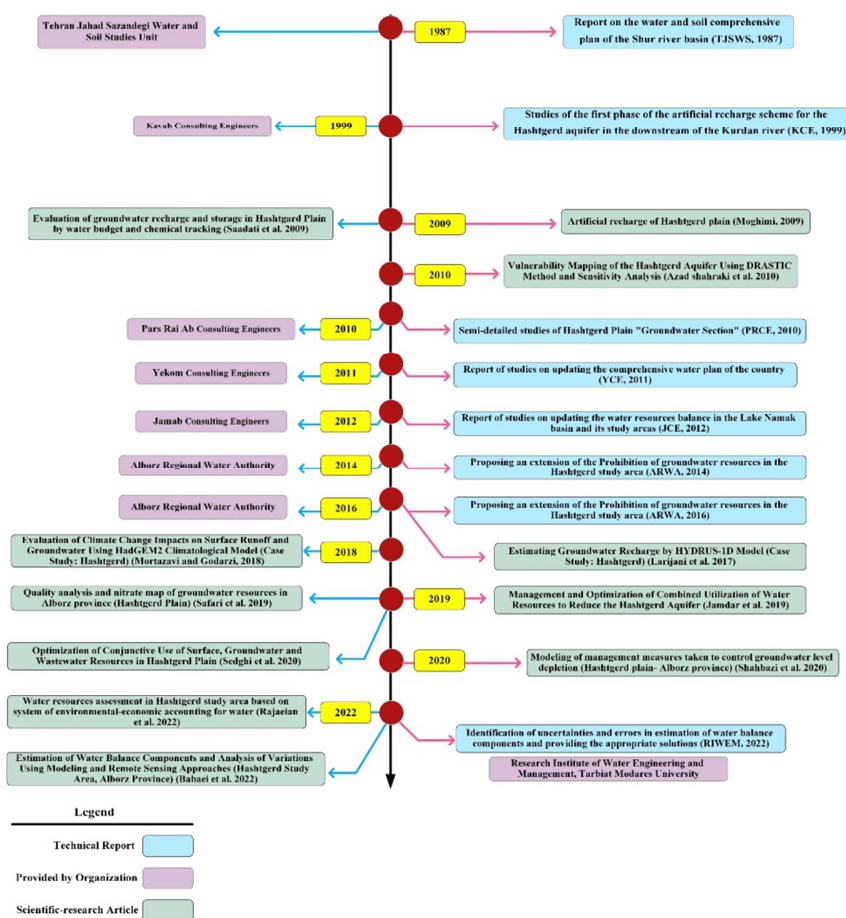 Tehran Jahad Sazandegi Water and
Soil Studies Unit
1987
Report on the water and soil comprehensive
plan of the Shur river basin (TJSWS, 1987)
Kavab Consulting Engineers
1999
Studies of the first phase of the artificial recharge scheme for the
Hashtgerd aquifer in the downstream of the Kurdan river (KCE, 1999)
Evaluation of groundwater recharge and storage in Hashtgard Plain
by water budget and chemical tracking (Saadati et al. 2009)
2009
Artificial recharge of Hashtgerd plain (Moghimi, 2009)
2010
Vulnerability Mapping of the Hashtgerd Aquifer Using DRASTIC
Method and Sensitivity Analysis (Azad shahraki et al. 2010)
Pars Rai Ab Consulting Engineers
2010
Semi-detailed studies of Hashtgerd Plain "Groundwater Section" (PRCE, 2010)
Yekom Consulting Engineers
2011
Report of studies on updating the comprehensive water plan of the country
(YCE, 2011)
Jamab Consulting Engineers
2012
Report of studies on updating the water resources balance in the Lake Namak
basin and its study areas (JCE, 2012)
Alborz Regional Water Authority
2014
Proposing an extension of the Prohibition of groundwater resources in the
Hashtgerd study area (ARWA, 2014)
Alborz Regional Water Authority
2016
Proposing an extension of the Prohibition of groundwater resources in the
Hashtgerd study area (ARWA, 2016)
Evaluation of Climate Change Impacts on Surface Runoff and
Groundwater Using HadGEM2 Climatological Model (Case
Study: Hashtgerd) (Mortazavi and Godarzi, 2018)
2018
Estimating Groundwater Recharge by HYDRUS-1D Model (Case
Study: Hashtgerd) (Larijani et al. 2017)
Quality analysis and nitrate map of groundwater resources in
Alborz province (Hashtgerd Plain) (Safari et al. 2019)
2019
Management and Optimization of Combined Utilization of Water
Resources to Reduce the Hashtgerd Aquifer (Jamdar et al. 2019)
Optimization of Conjunctive Use of Surface, Groundwater and
Wastewater Resources in Hashtgerd Plain (Sedghi et al. 2020)
2020
Modeling of management measures taken to control groundwater level
depletion (Hashtgerd plain- Alborz province) (Shahbazi et al. 2020)
Water resources assessment in Hashtgerd study area based on
system of environmental-economic accounting for water (Rajaeian
et al. 2022)
2022
Identification of uncertainties and errors in estimation of water balance
components and providing the appropriate solutions (RIWEM, 2022)
Estimation of Water Balance Components and Analysis of Variations
Using Modeling and Remote Sensing Approaches (Hashtgerd Study
Area, Alborz Province) (Babaei et al. 2022)
Research Institute of Water Engineering and
Management, Tarbiat Modares University
Legend
Technical Report
Provided by Organization
Scientific-research Article